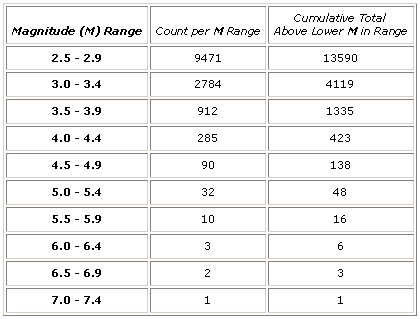 Magnitude (M) Range Count per M Range Cumulative Total
Above Lower M in Range
2.5 - 2.9 9471 13590
3.0 - 3.4 2784 4119
3.5 - 3.9 912 1335
4.0 - 4.4 285 423
4.5 - 4.9 90 138
5.0 - 5.4 32 48
5.5 - 5.9 10 16
6.0 - 6.4 3 6
6.5 - 6.9 2 3
7.0 - 7.4 1 1